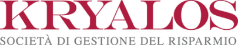 KRYALOS
SOCIETÀ DI GESTIONE DEL RISPARMIO